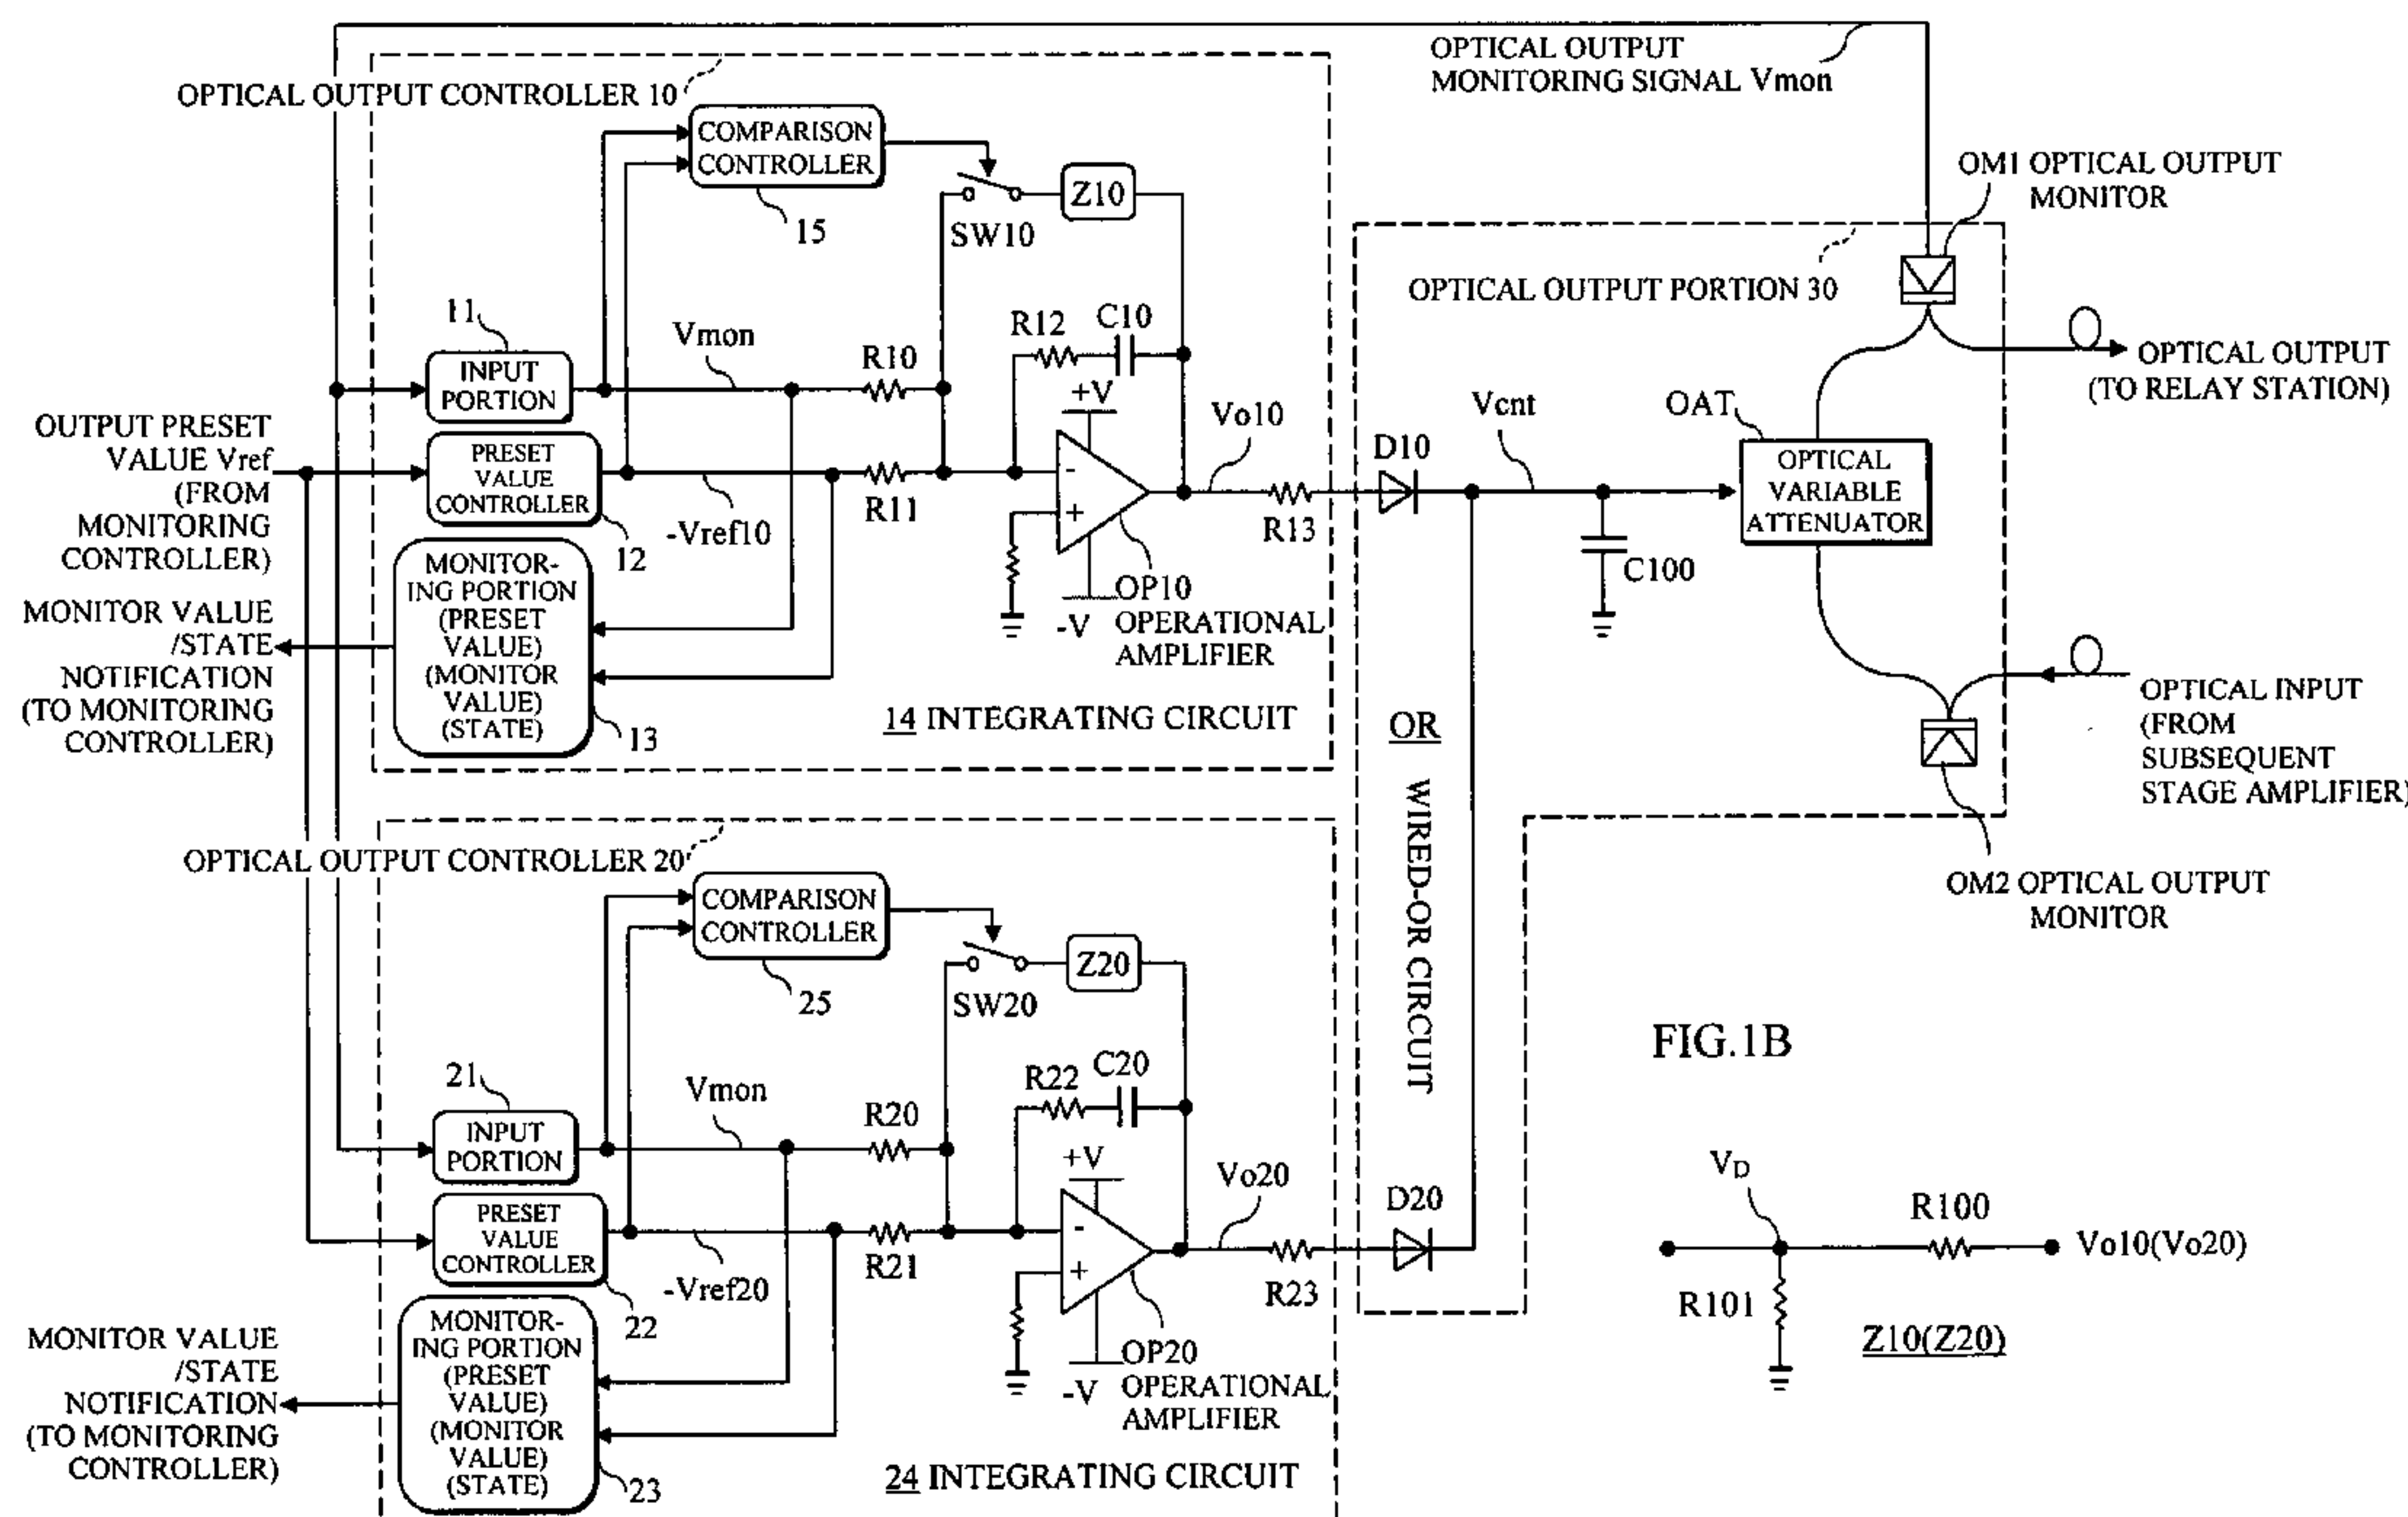 OPTICAL OUTPUT
MONITORING SIGNAL Vmon
OPTICAL OUTPUT CONTROLLER 10
COMPARISON
CONTROLLER
15
SW10
Z10
OM1 OPTICAL OUTPUT
MONITOR
OPTICAL OUTPUT PORTION 30
11
INPUT
PORTION
Vmon
R10
R12
C10
+V
OPTICAL OUTPUT
(TO RELAY STATION)
OUTPUT PRESET
VALUE Vref
(FROM
MONITORING
CONTROLLER)
PRESET
VALUE
CONTROLLER
12
-Vref10
R11
-
+
Vo10
R13
D10
Vcnt
OAT
OPTICAL
VARIABLE
ATTENUATOR
C100
MONITOR VALUE
/STATE
NOTIFICATION
(TO MONITORING
CONTROLLER)
MONITOR-
ING PORTION
(PRESET
VALUE)
(MONITOR
VALUE)
(STATE)
13
-V
OP10
OPERATIONAL
AMPLIFIER
14 INTEGRATING CIRCUIT
OR
WIRED-OR CIRCUIT
OPTICAL INPUT
(FROM
SUBSEQUENT
STAGE AMPLIFIER)
OM2 OPTICAL OUTPUT
MONITOR
OPTICAL OUTPUT CONTROLLER 20
COMPARISON
CONTROLLER
25
SW20
Z20
21
INPUT
PORTION
Vmon
R20
R22
C20
+V
PRESET
VALUE
CONTROLLER
22
-Vref20
R21
-
+
Vo20
R23
D20
MONITOR VALUE
/STATE
NOTIFICATION
(TO MONITORING
CONTROLLER)
MONITOR-
ING PORTION
(PRESET
VALUE)
(MONITOR
VALUE)
(STATE)
23
-V
OP20
OPERATIONAL
AMPLIFIER
24 INTEGRATING CIRCUIT
FIG.1B
VD
R100
Vo10(Vo20)
R101
Z10(Z20)